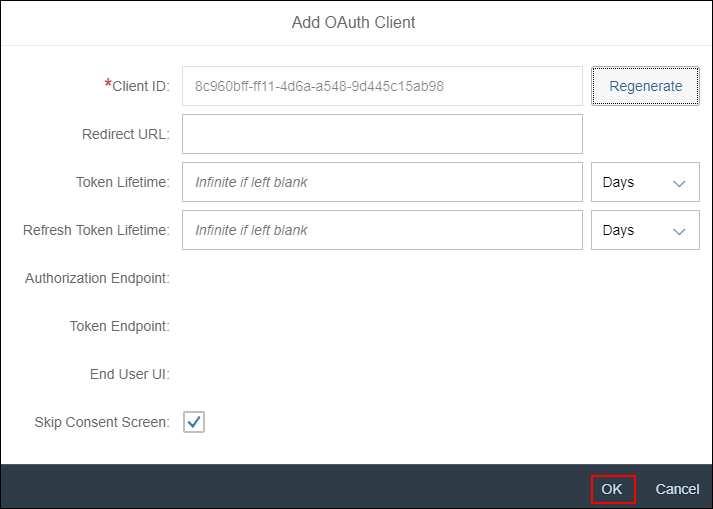 Add OAuth Client
*Client ID: 8c960bff-ff11-4d6a-a548-9d445c15ab98 Regenerate
Redirect URL:
Token Lifetime: Infinite if left blank Days
Refresh Token Lifetime: Infinite if left blank Days
Authorization Endpoint:
Token Endpoint:
End User UI:
Skip Consent Screen:
OK Cancel